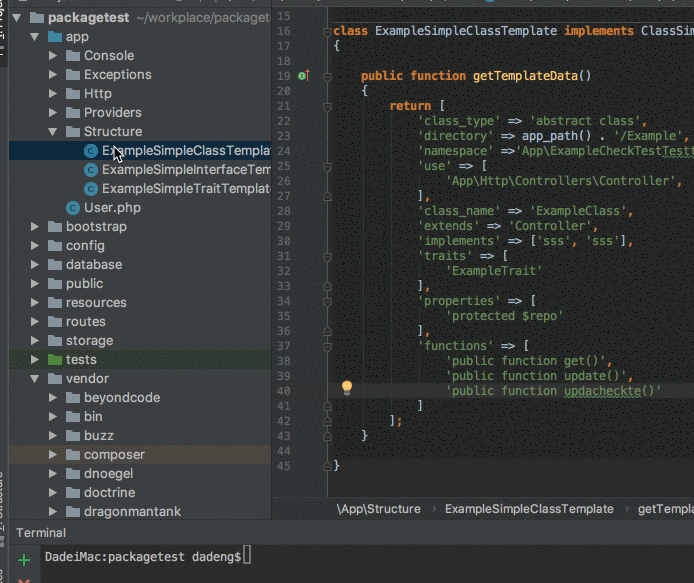 packagetest ~/workplace/packaget
app
Console
Exceptions
Http
Providers
Structure
ExampleSimpleClassTempla
ExampleSimpleInterfaceTem
ExampleSimpleTraitTemplat
User.php
bootstrap
config
database
public
resources
routes
storage
tests
vendor
beyondcode
bin
buzz
composer
dnoegel
doctrine
dragonmantank
15
16 class ExampleSimpleClassTemplate implements ClassSim
17 {
18
19 public function getTemplateData()
20 {
21 return [
22 'class_type' => 'abstract class',
23 'directory' => app_path() . '/Example',
24 'namespace' =>'App\ExampleCheckTestTestt
25 'use' => [
26 'App\Http\Controllers\Controller',
27 ],
28 'class_name' => 'ExampleClass',
29 'extends' => 'Controller',
30 'implements' => ['sss', 'sss'],
31 'traits' => [
32 'ExampleTrait'
33 ],
34 'properties' => [
35 'protected $repo'
36 ],
37 'functions' => [
38 'public function get()',
39 'public function update()',
40 'public function updacheckte()'
41 ]
42 ];
43 }
44
45 }
\App\Structure › ExampleSimpleClassTemplate › getTempla
Terminal
DadeiMac:packagetest dadeng$